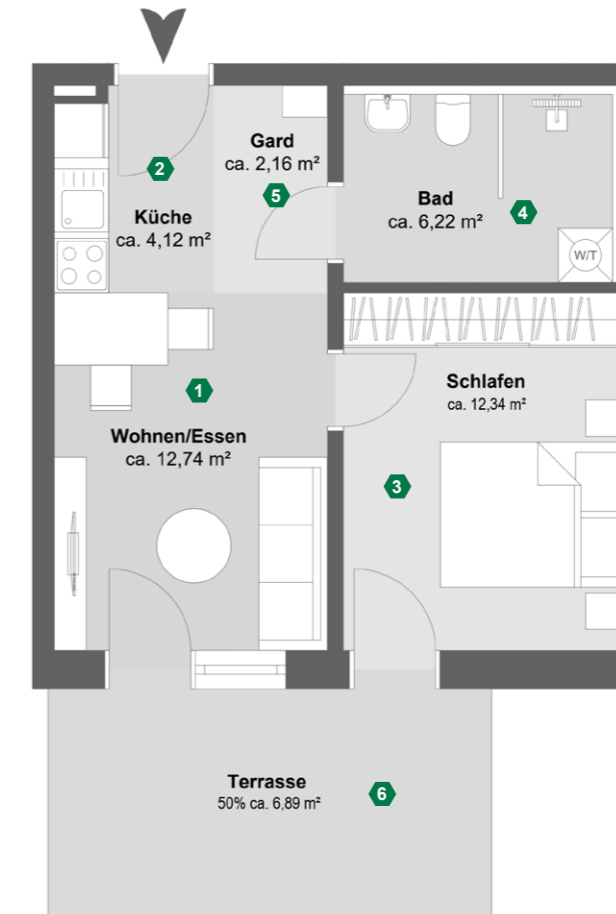 Gard
ca. 2,16 m²
5
2
Küche
ca. 4,12 m²
Bad
ca. 6,22 m²
4
W/T
1
Wohnen/Essen
ca. 12,74 m²
Schlafen
ca. 12,34 m²
3
Terrasse
50% ca. 6,89 m²
6